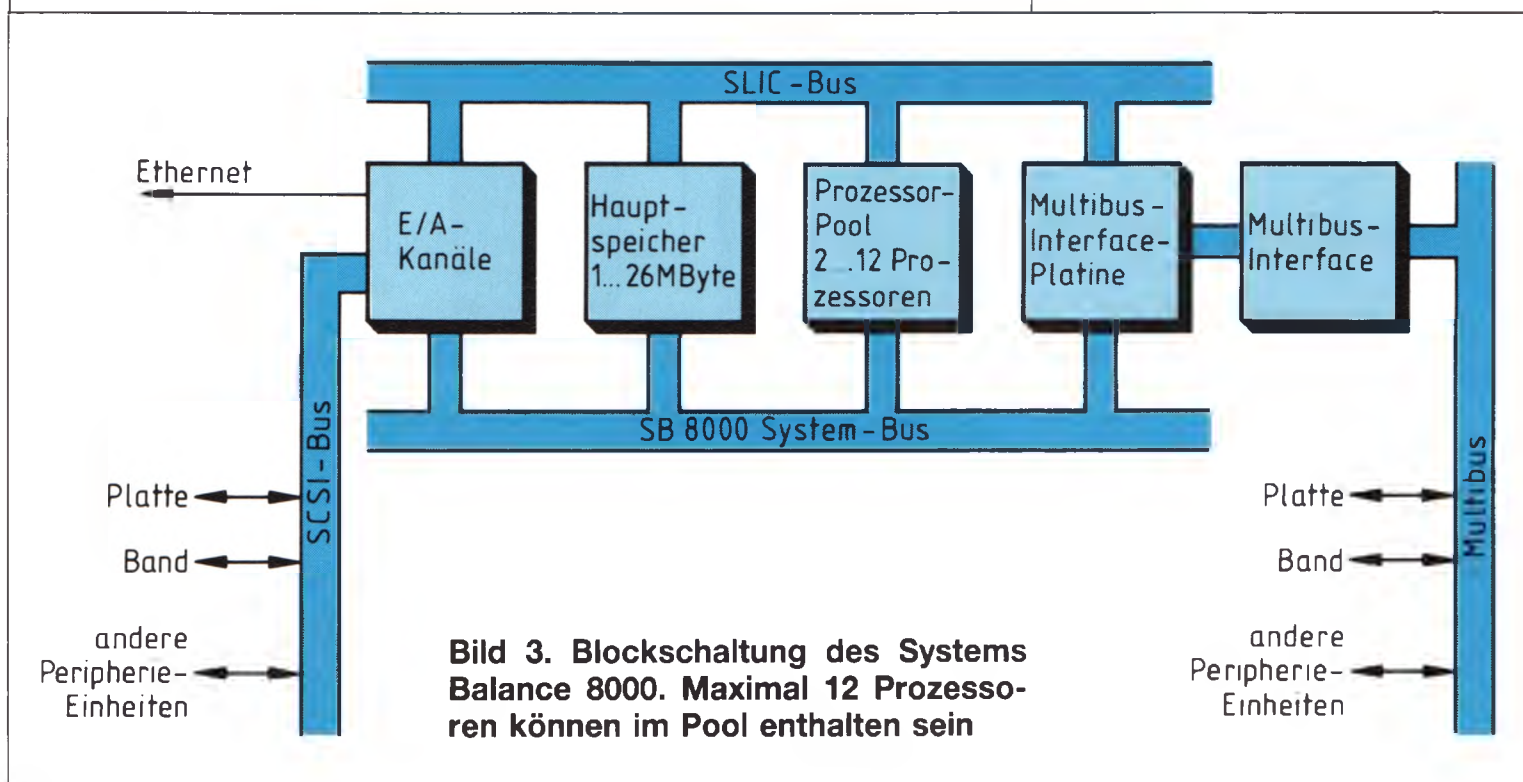 SLIC-Bus
Ethernet
E/A-
Kanäle
Haupt-
speicher
1...26MByte
Prozessor-
Pool
2...12 Pro-
zessoren
Multibus-
Interface-
Platine
Multibus-
Interface
SB 8000 System-Bus
SCSI-Bus
Platte
Band
andere
Peripherie-
Einheiten
Multibus
Platte
Band
andere
Peripherie-
Einheiten
Bild 3. Blockschaltung des Systems
Balance 8000. Maximal 12 Prozesso-
ren können im Pool enthalten sein